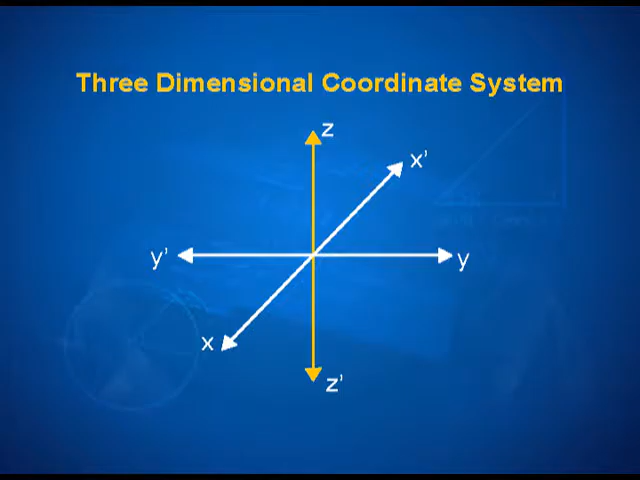 Three Dimensional Coordinate System
z
x'
y'
y
x
z'